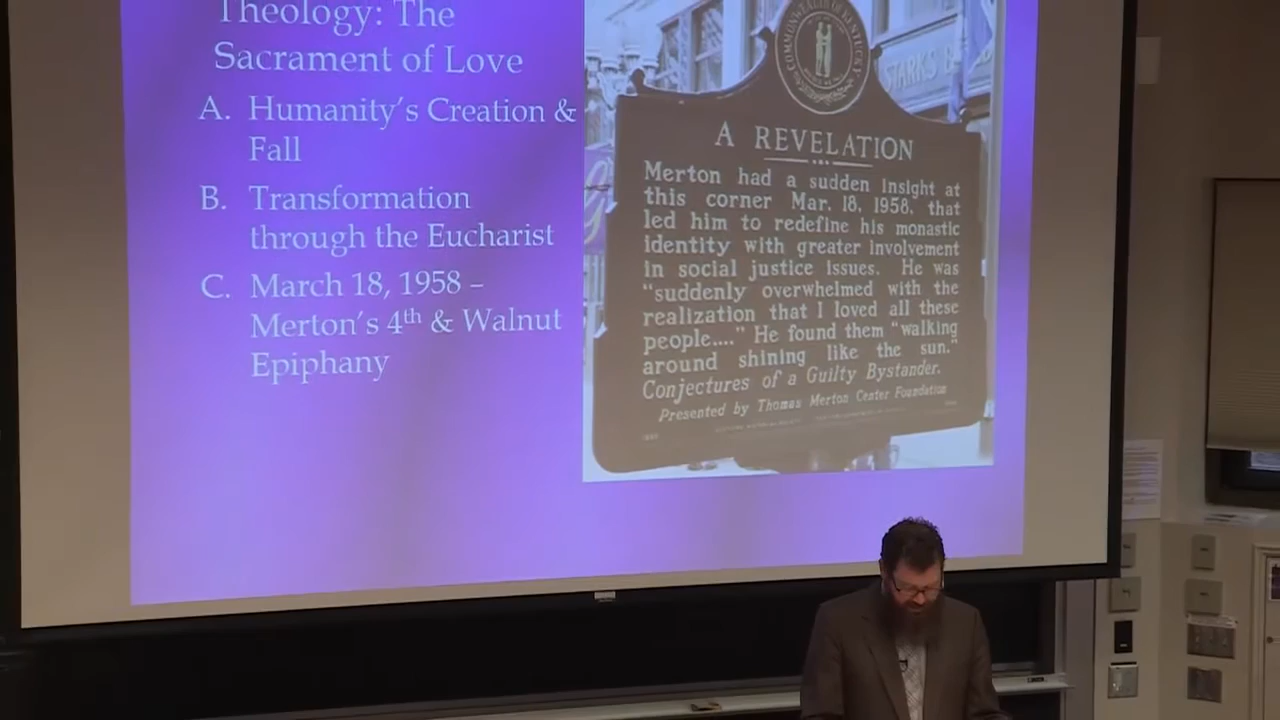 Theology: The
Sacrament of Love
A. Humanity's Creation &
Fall
B. Transformation
through the Eucharist
C. March 18, 1958 –
Merton's 4th & Walnut
Epiphany
COMMONWEALTH OF KENTUCKY
STARKS B
A REVELATION
Merton had a sudden insight at
this corner Mar. 18, 1958, that
led him to redefine his monastic
identity with greater involvement
in social justice issues. He was
"suddenly overwhelmed with the
realization that I loved all these
people...." He found them "walking
around shining like the sun."
Conjectures of a Guilty Bystander.
Presented by Thomas Merton Center Foundation